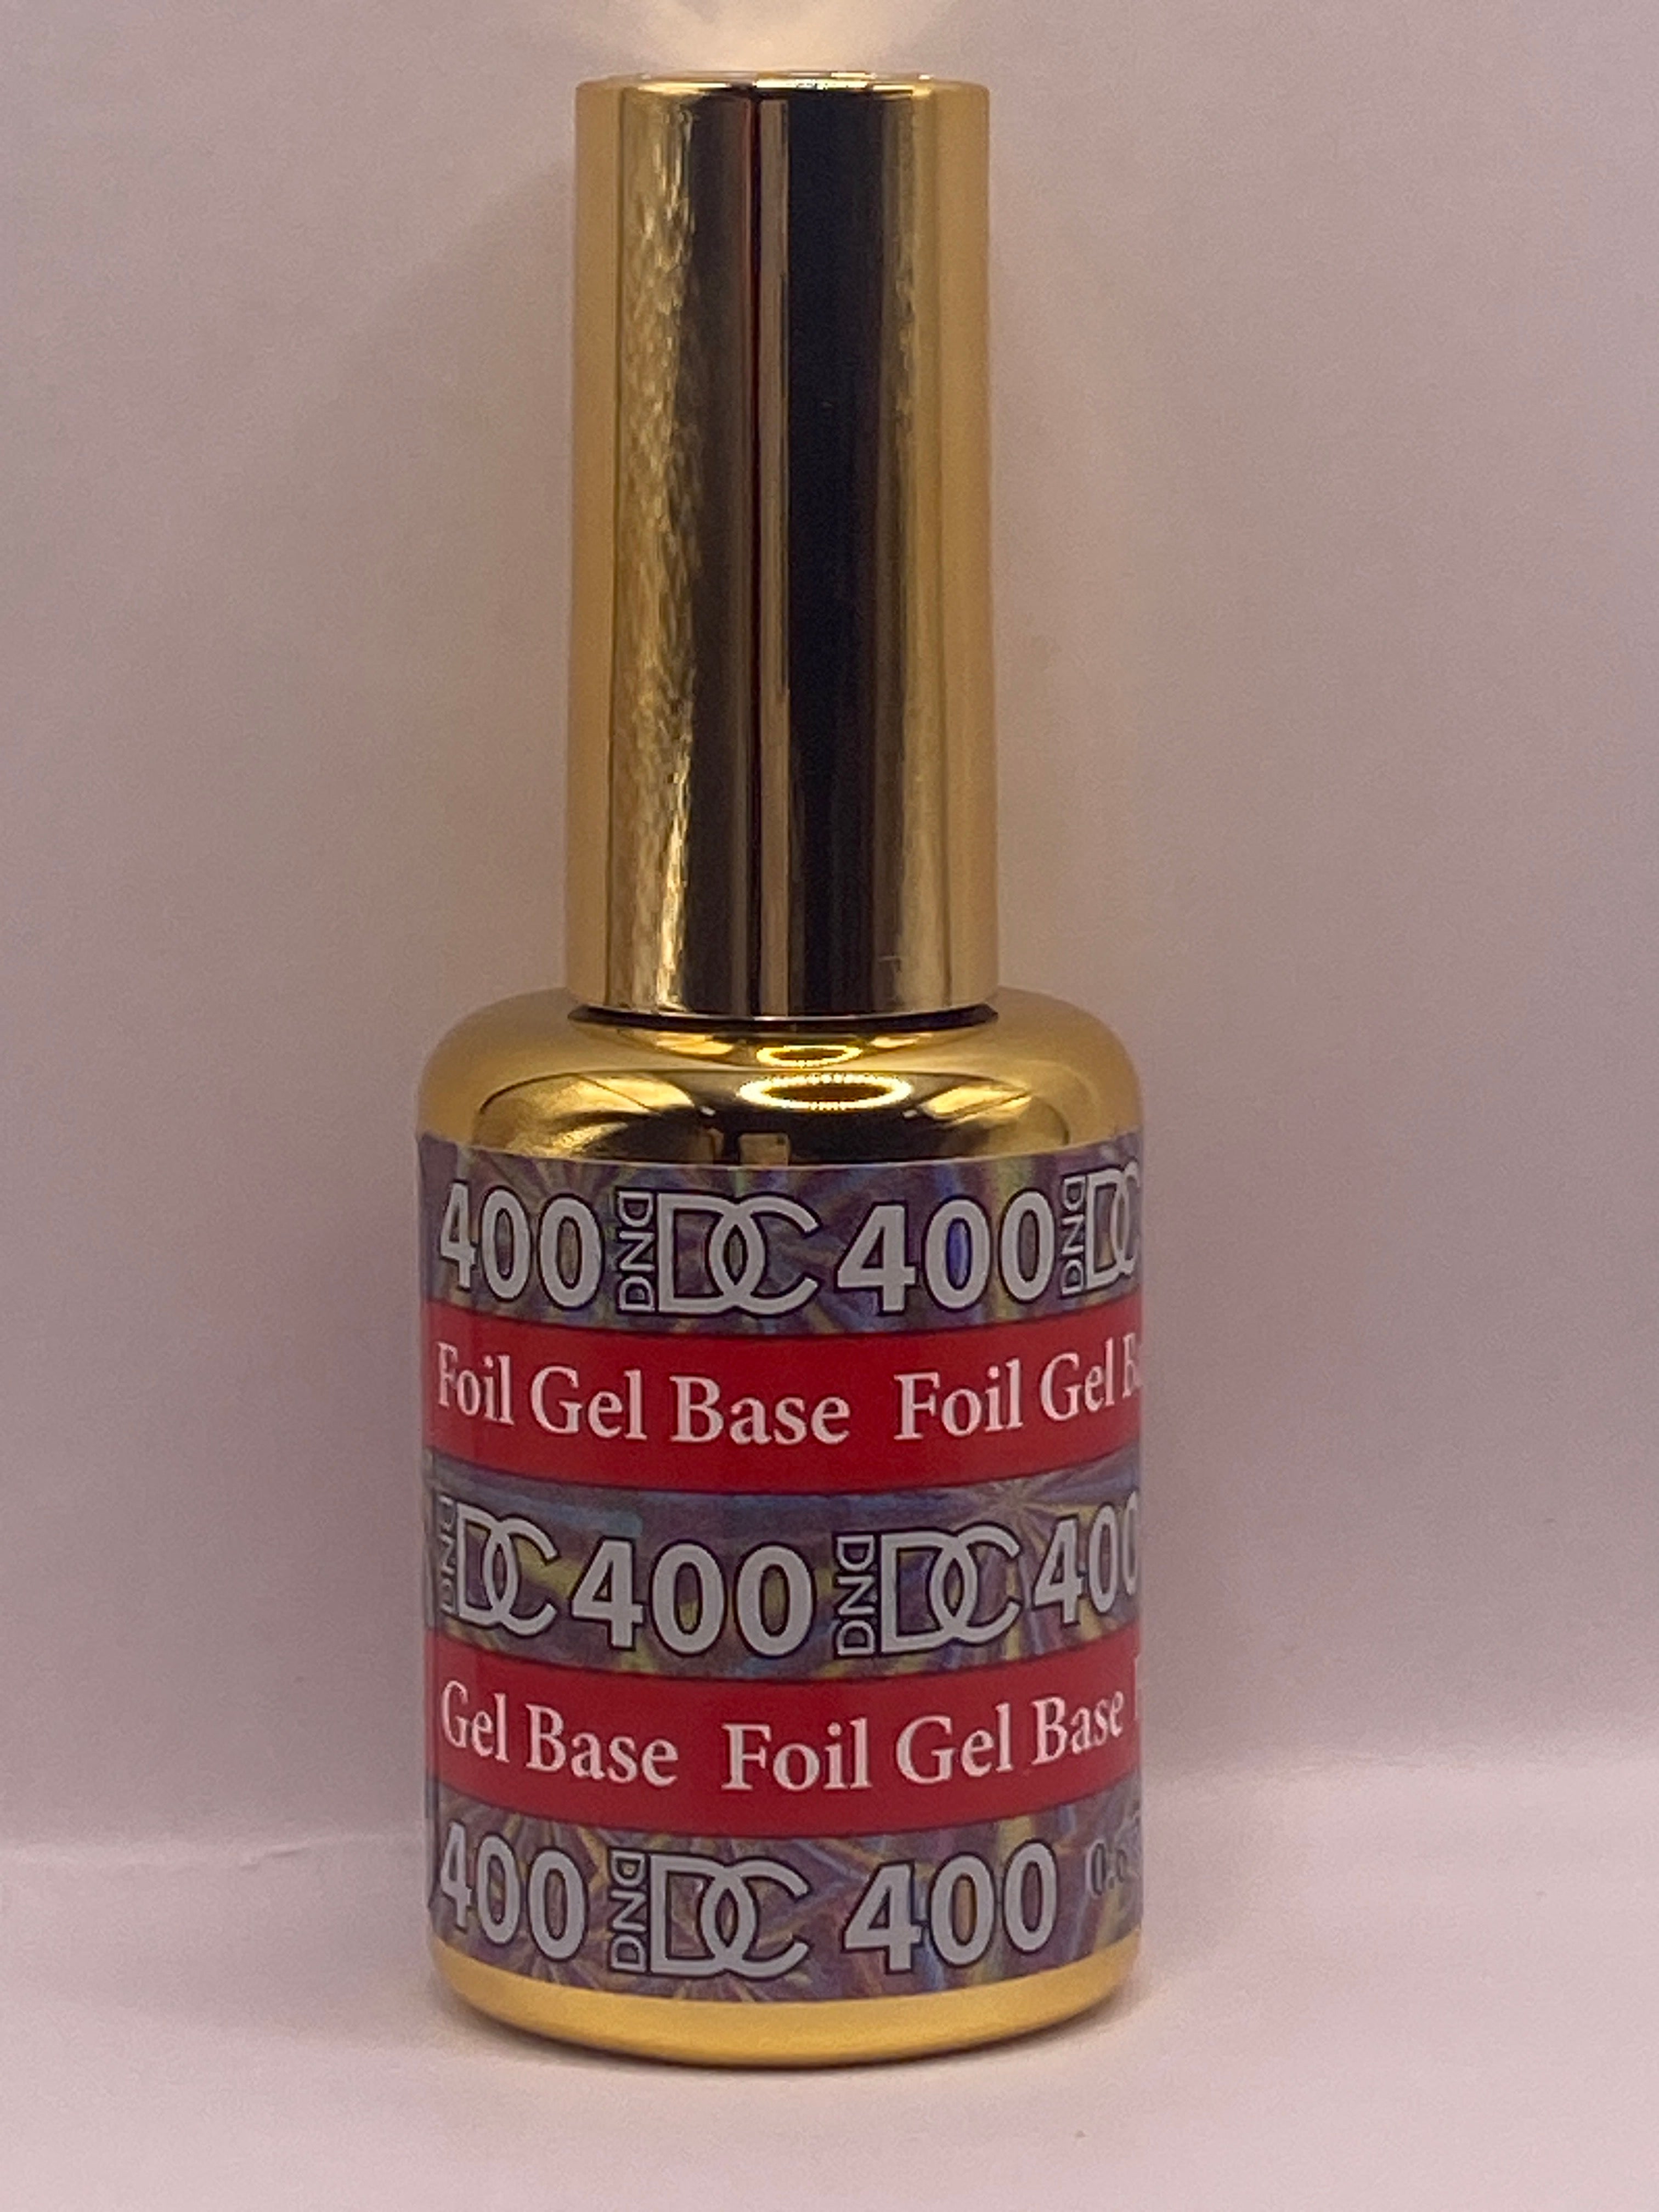 400 DND DC 400 DND DC
Foil Gel Base Foil Gel
DND DC 400 DND DC 400
Gel Base Foil Gel Base
400 DND DC 400